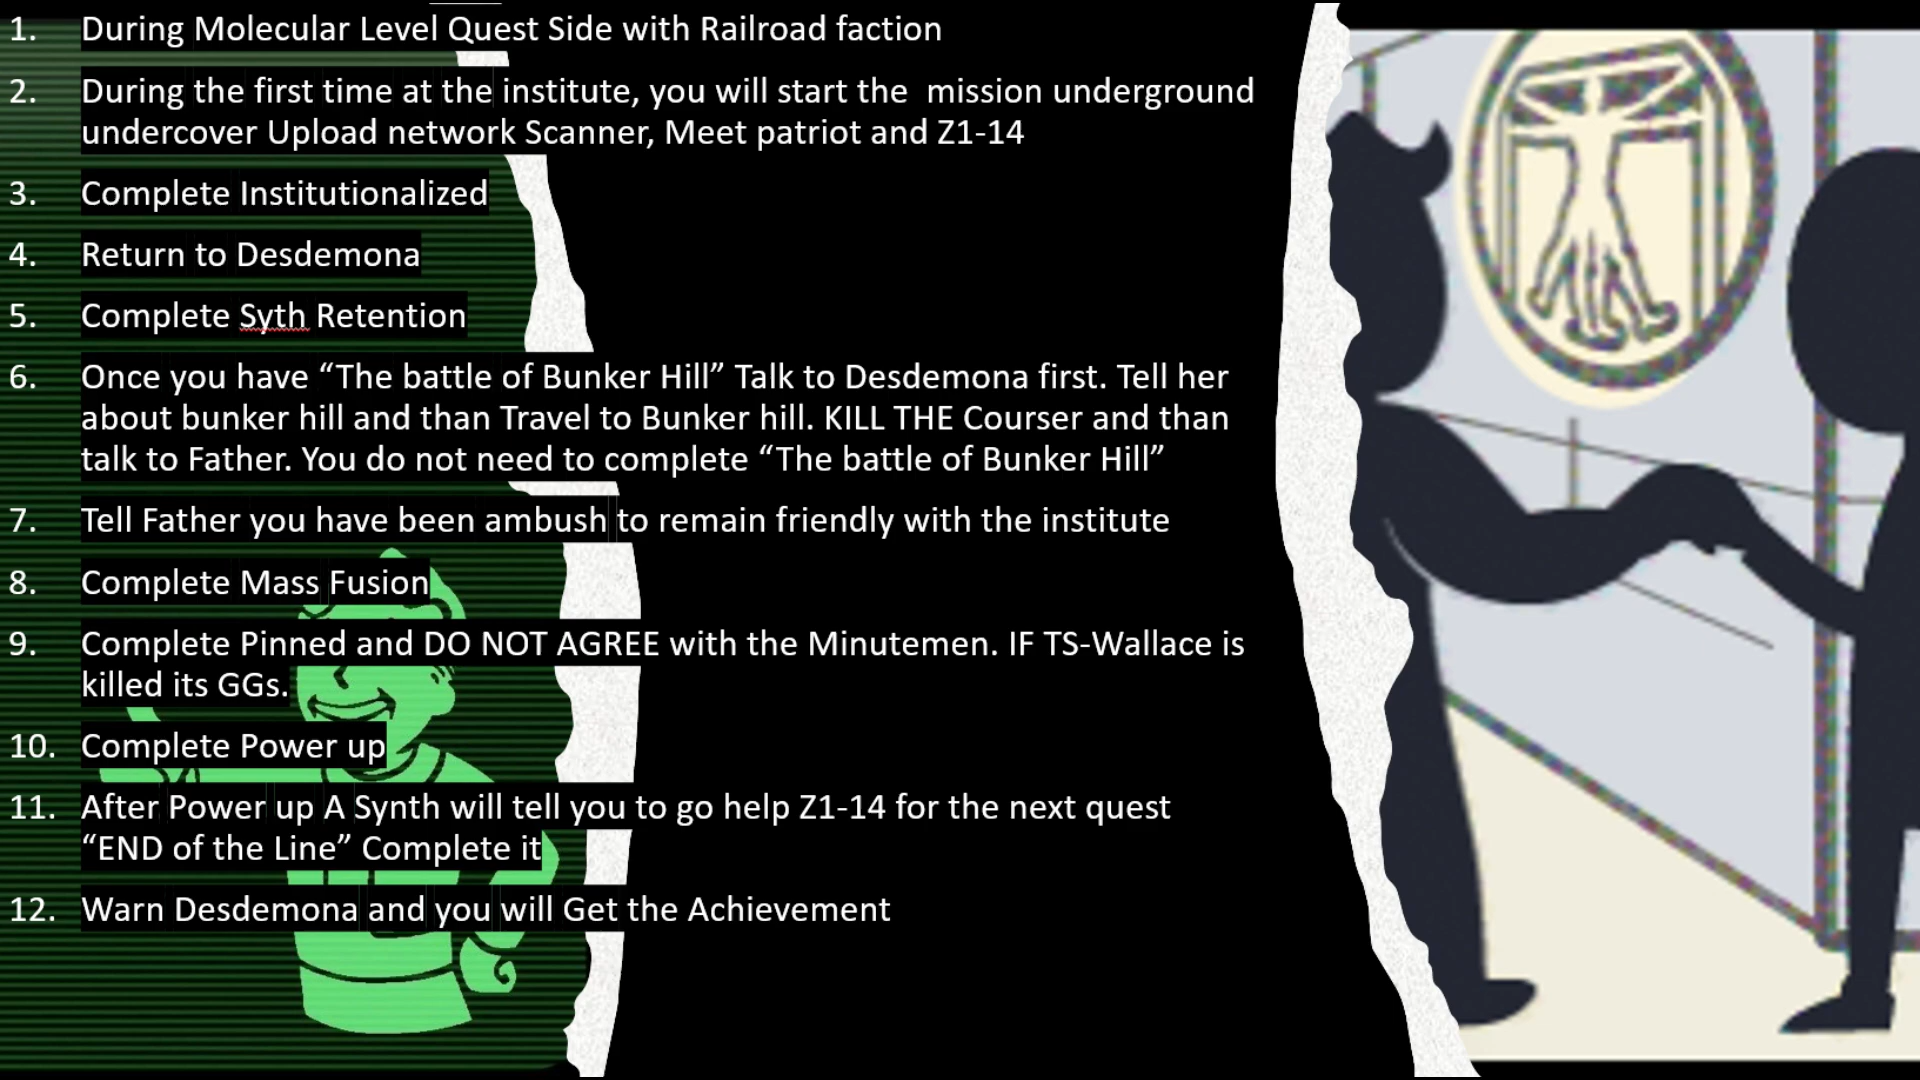 1. During Molecular Level Quest Side with Railroad faction
2. During the first time at the institute, you will start the  mission underground
undercover Upload network Scanner, Meet patriot and Z1-14
3. Complete Institutionalized
4. Return to Desdemona
5. Complete Syth Retention
6. Once you have “The battle of Bunker Hill” Talk to Desdemona first. Tell her
about bunker hill and than Travel to Bunker hill. KILL THE Courser and than
talk to Father. You do not need to complete “The battle of Bunker Hill”
7. Tell Father you have been ambush to remain friendly with the institute
8. Complete Mass Fusion
9. Complete Pinned and DO NOT AGREE with the Minutemen. IF TS-Wallace is
killed its GGs.
10. Complete Power up
11. After Power up A Synth will tell you to go help Z1-14 for the next quest
“END of the Line” Complete it
12. Warn Desdemona and you will Get the Achievement